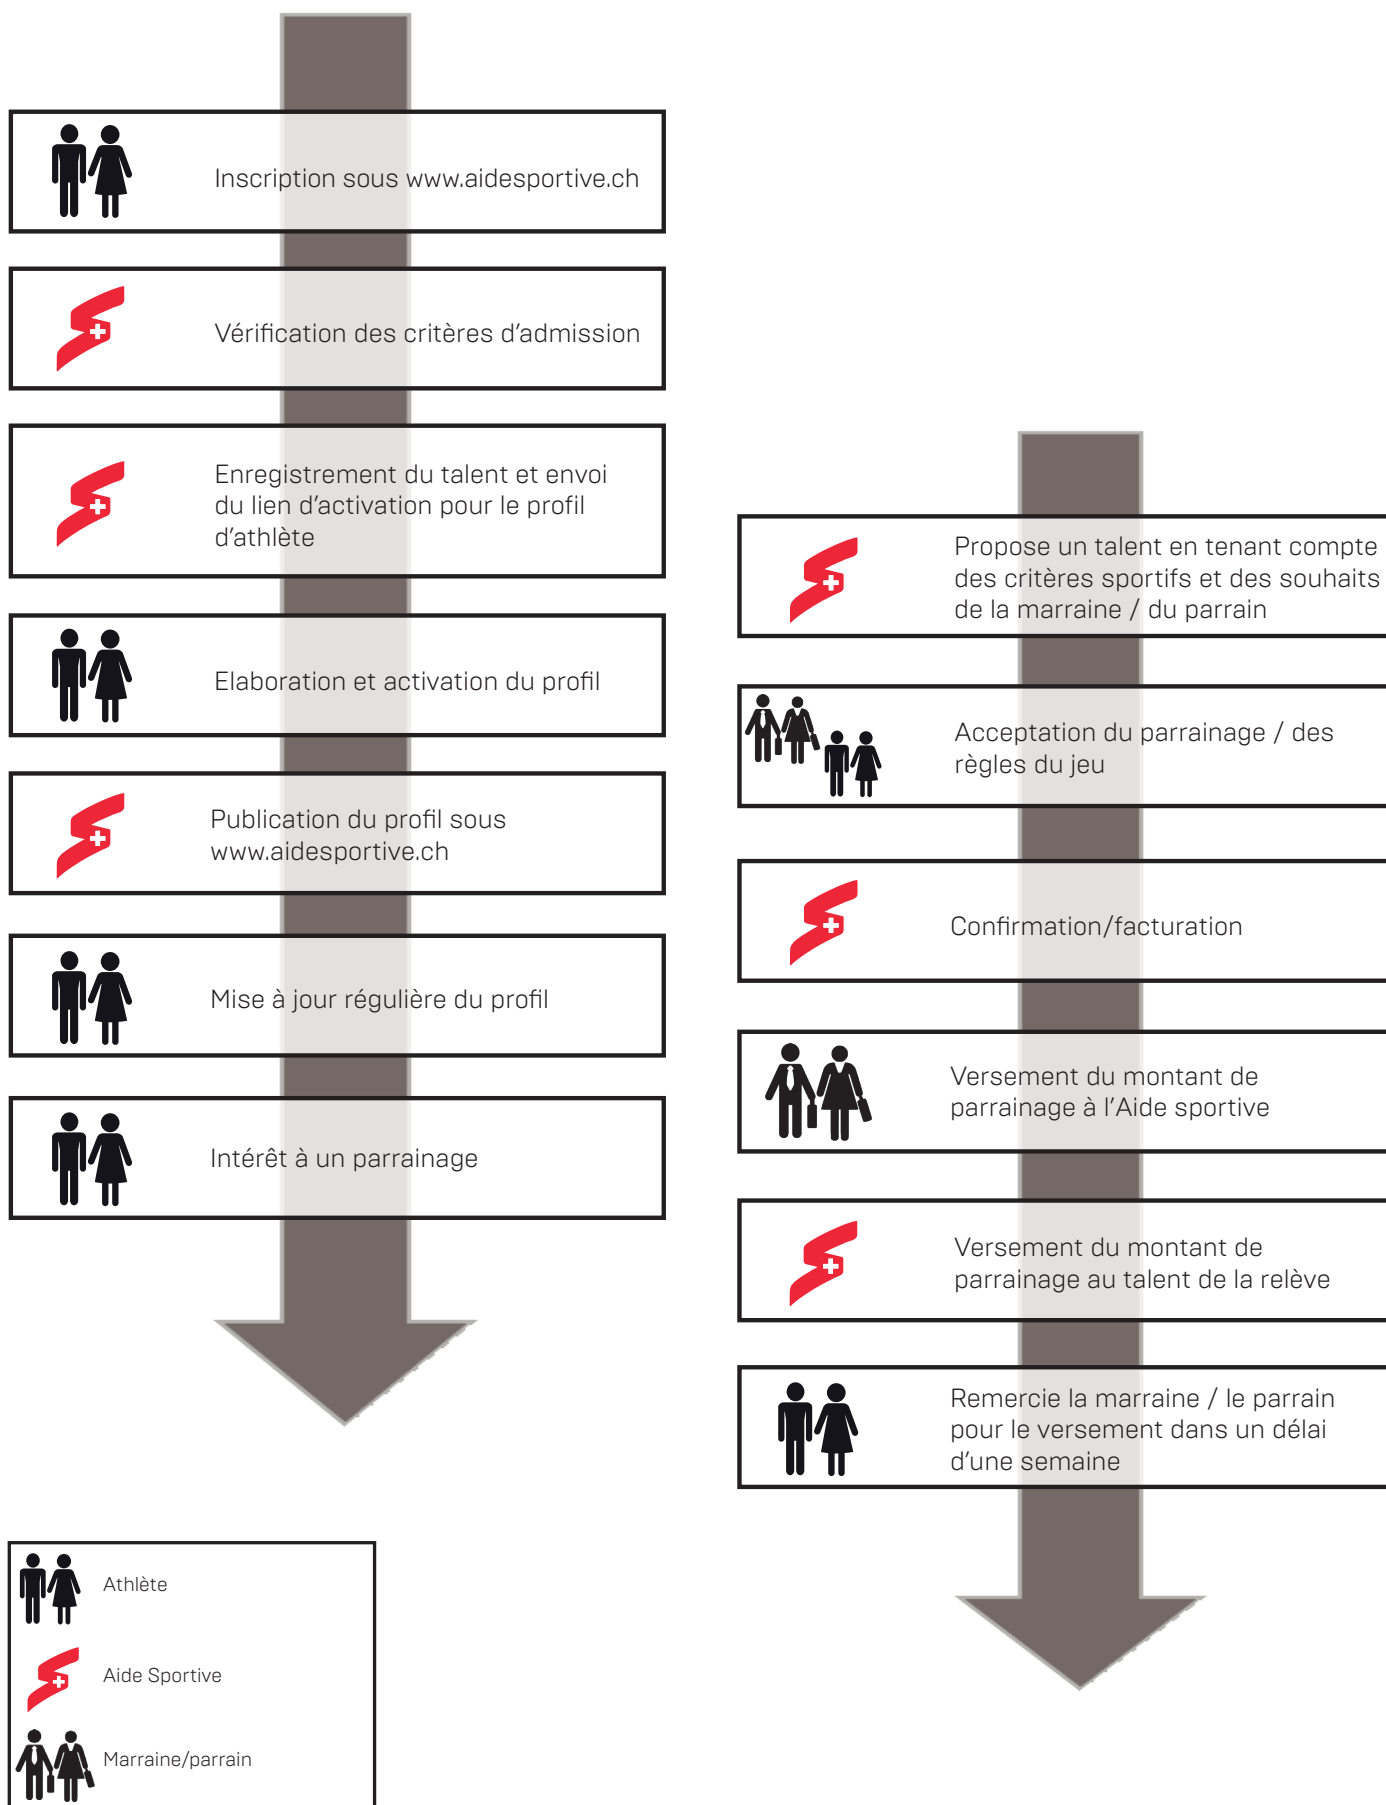 Inscription sous www.aidesportive.ch
Vérification des critères d’admission
Enregistrement du talent et envoi
du lien d’activation pour le profil
d’athlète
Elaboration et activation du profil
Publication du profil sous
www.aidesportive.ch
Mise à jour régulière du profil
Intérêt à un parrainage
Propose un talent en tenant compte
des critères sportifs et des souhaits
de la marraine / du parrain
Acceptation du parrainage / des
règles du jeu
Confirmation/facturation
Versement du montant de
parrainage à l’Aide sportive
Versement du montant de
parrainage au talent de la relève
Remercie la marraine / le parrain
pour le versement dans un délai
d’une semaine
Athlète
Aide Sportive
Marraine/parrain